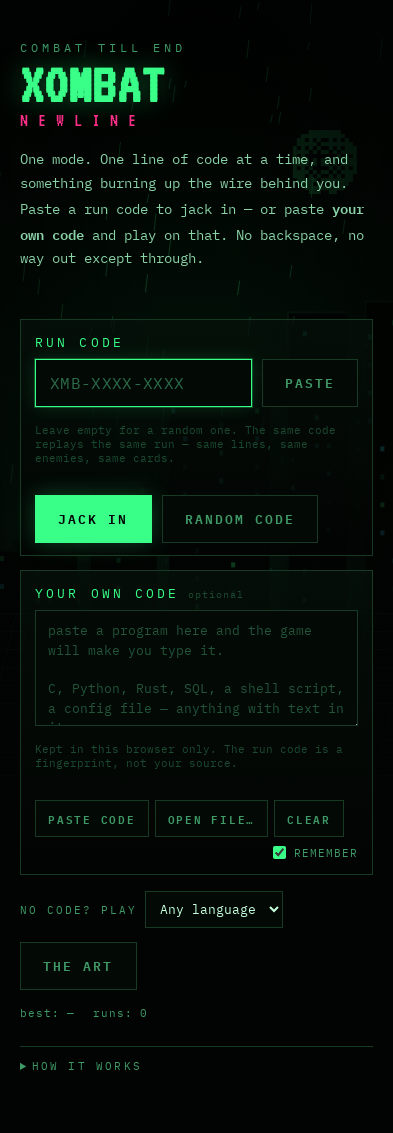 COMBAT TILL END
XOMBAT
NEWLINE
One mode. One line of code at a time, and
something burning up the wire behind you.
Paste a run code to jack in — or paste your
own code and play on that. No backspace, no
way out except through.
RUN CODE
XMB-XXXX-XXXX
PASTE
Leave empty for a random one. The same code
replays the same run — same lines, same
enemies, same cards.
JACK IN
RANDOM CODE
YOUR OWN CODE optional
paste a program here and the game
will make you type it.
C, Python, Rust, SQL, a shell script,
a config file — anything with text in
Kept in this browser only. The run code is a
fingerprint, not your source.
PASTE CODE
OPEN FILE…
CLEAR
REMEMBER
NO CODE? PLAY
Any language
THE ART
best: — runs: 0
HOW IT WORKS